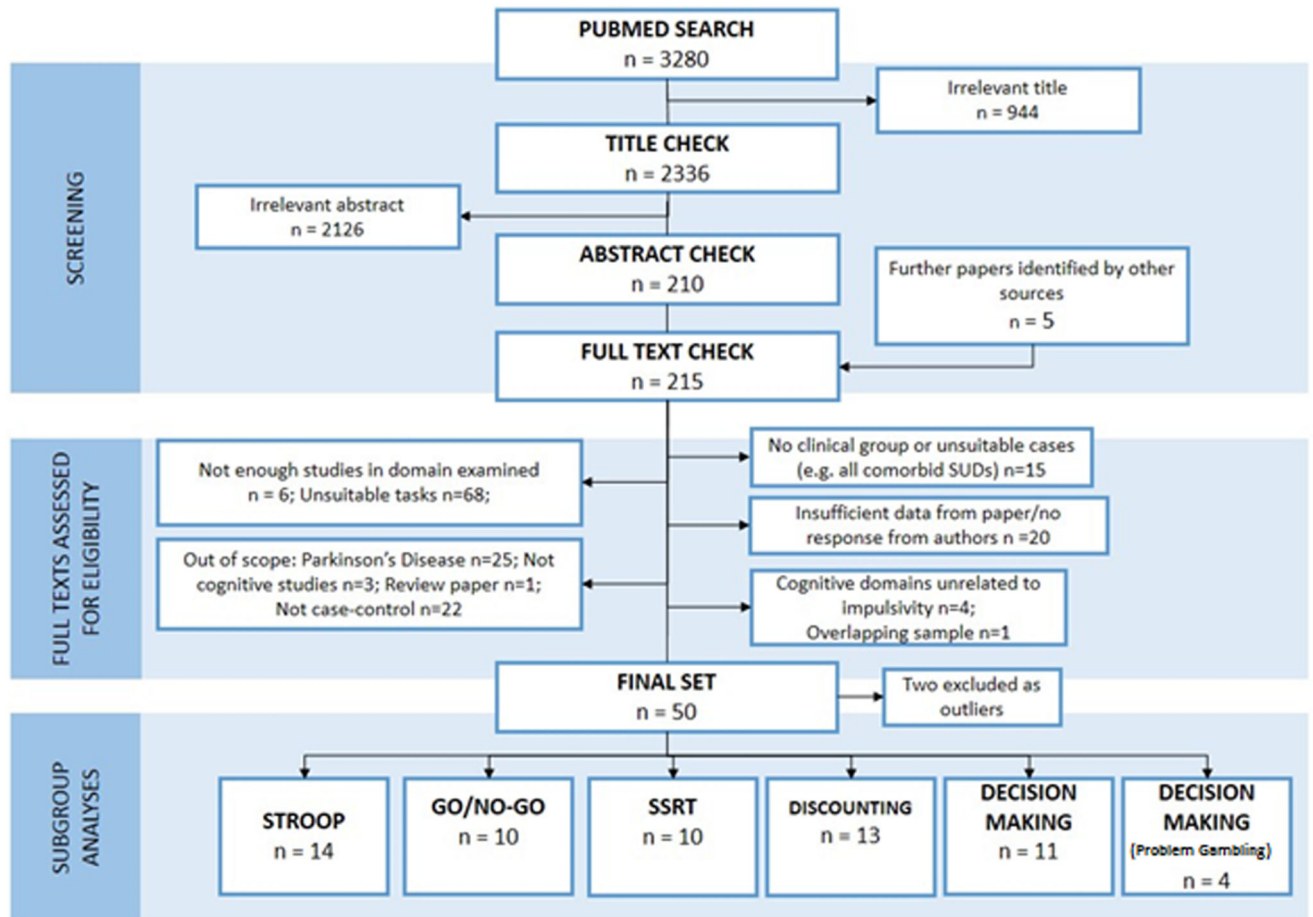 PUBMED SEARCH
n = 3280
Irrelevant title
n = 944
SCREENING
TITLE CHECK
n = 2336
Irrelevant abstract
n = 2126
ABSTRACT CHECK
n = 210
Further papers identified by other
sources
n = 5
FULL TEXT CHECK
n = 215
FULL TEXTS ASSESSED
FOR ELIGIBILITY
Not enough studies in domain examined
n = 6; Unsuitable tasks n=68;
No clinical group or unsuitable cases
(e.g. all comorbid SUDs) n=15
Insufficient data from paper/no
response from authors n =20
Out of scope: Parkinson's Disease n=25; Not
cognitive studies n=3; Review paper n=1;
Not case-control n=22
Cognitive domains unrelated to
impulsivity n=4;
Overlapping sample n=1
FINAL SET
n = 50
Two excluded as
outliers
SUBGROUP
ANALYSES
STROOP
n = 14
GO/NO-GO
n = 10
SSRT
n = 10
DISCOUNTING
n = 13
DECISION
MAKING
n = 11
DECISION
MAKING
(Problem Gambling)
n = 4